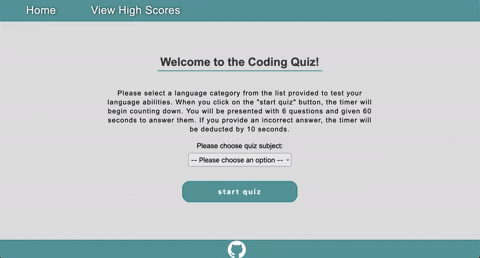 Home View High Scores
Welcome to the Coding Quiz!
Please select a language category from the list provided to test your
language abilities. When you click on the "start quiz" button, the timer will
begin counting down. You will be presented with 6 questions and given 60
seconds to answer them. If you provide an incorrect answer, the timer will
be deducted by 10 seconds.
Please choose quiz subject:
-- Please choose an option --
start quiz